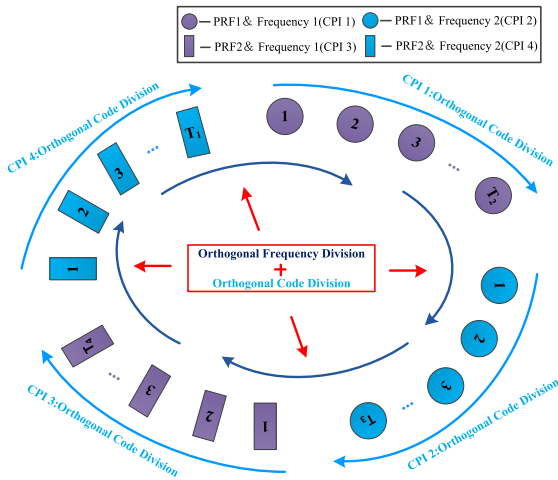 PRF1 & Frequency 1(CPI 1)
PRF1 & Frequency 2(CPI 2)
PRF2 & Frequency 1(CPI 3)
PRF2 & Frequency 2(CPI 4)
CPI 1:Orthogonal Code Division
1
2
3
...
T2
CPI 2:Orthogonal Code Division
1
2
3
...
T3
CPI 3:Orthogonal Code Division
1
2
3
...
T4
CPI 4:Orthogonal Code Division
1
2
3
...
T1
Orthogonal Frequency Division
+
Orthogonal Code Division